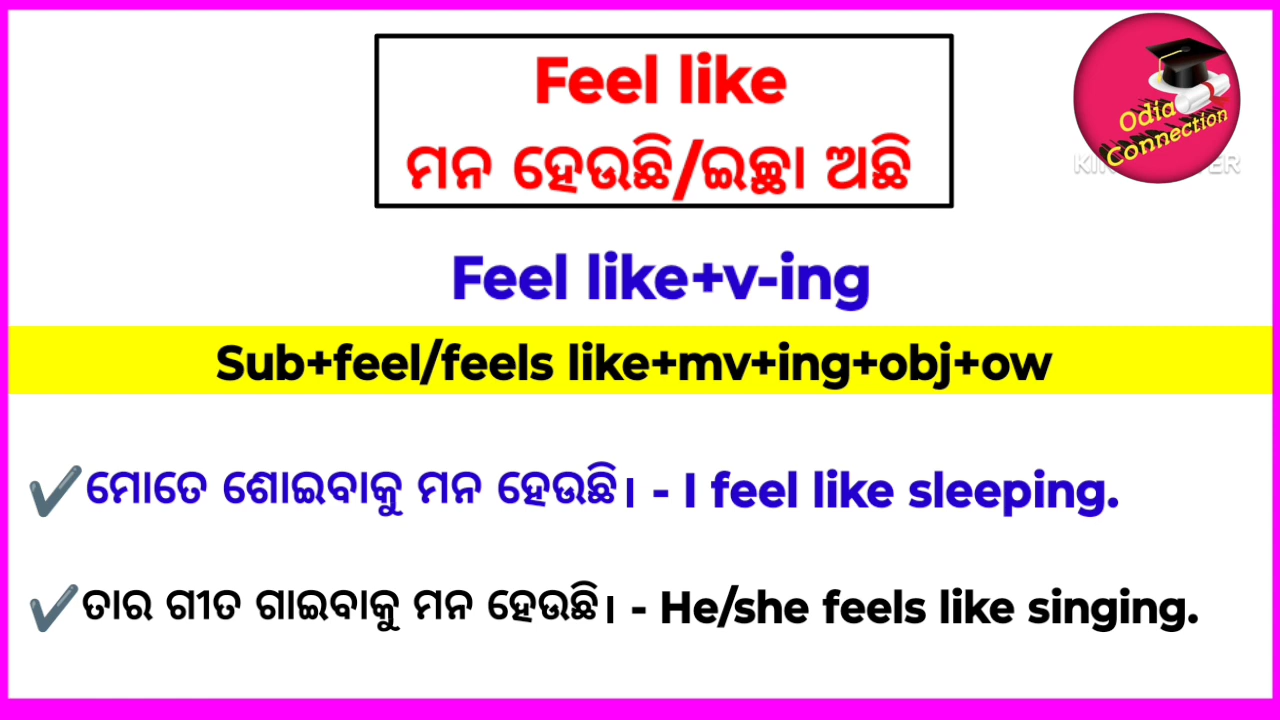 Feel like
ମନ ହେଉଛି/ଇଚ୍ଛା ଅଛି
Odia
Connection
Feel like+v-ing
Sub+feel/feels like+mv+ing+obj+ow
✔ମୋତେ ଶୋଇବାକୁ ମନ ହେଉଛି। - I feel like sleeping.
✔ତାର ଗୀତ ଗାଇବାକୁ ମନ ହେଉଛି। - He/she feels like singing.